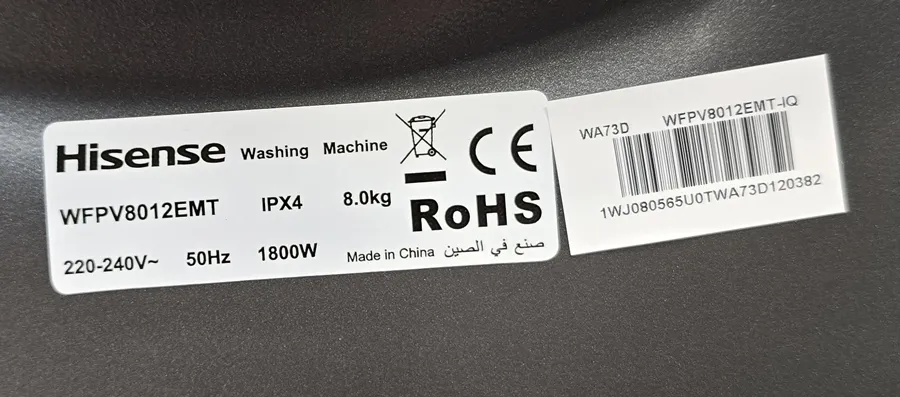 Hisense Washing Machine
WFPV8012EMT IPX4 8.0kg
220-240V~ 50Hz 1800W
CE
RoHS
Made in China صنع في الصين
WA73D WFPV8012EMT-IQ
1WJ080565U0TWA73D120382